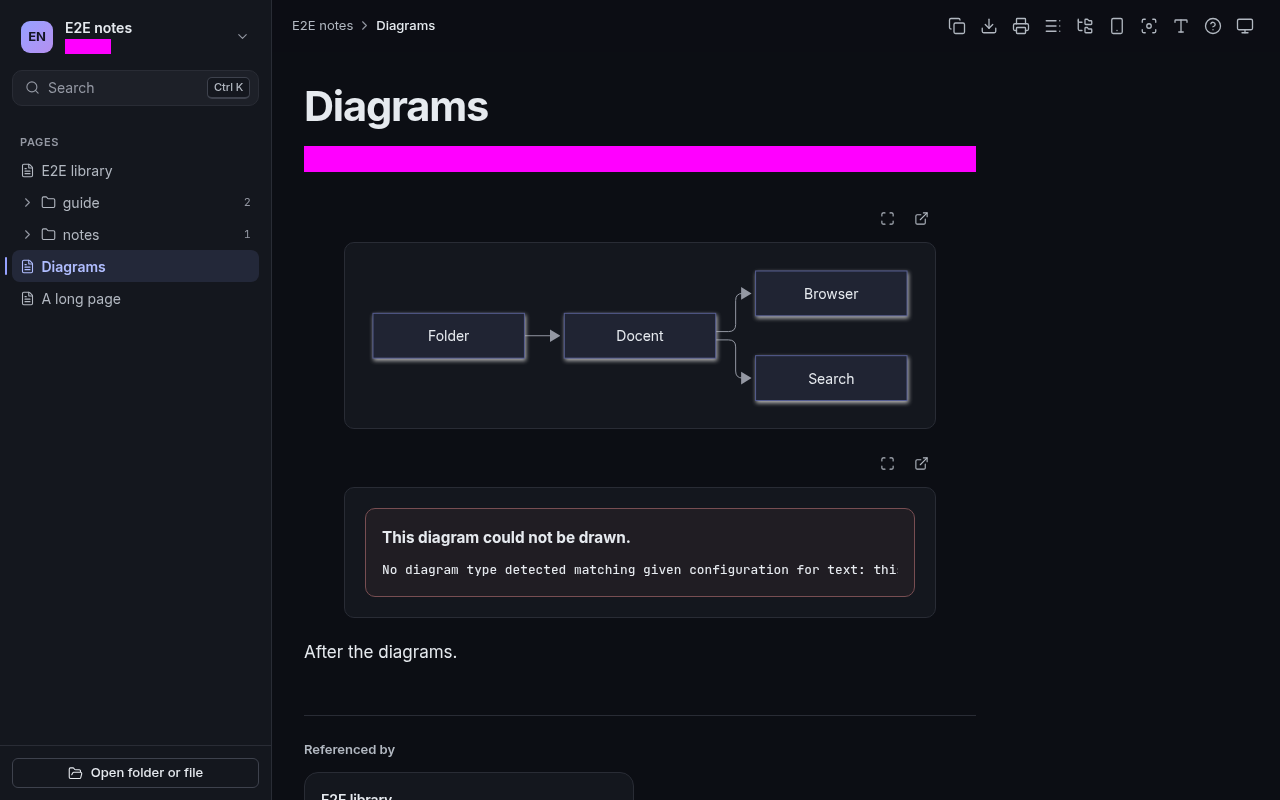 EN
E2E notes
Search
Ctrl K
PAGES
E2E library
guide
2
notes
1
Diagrams
A long page
Open folder or file
E2E notes
Diagrams
Diagrams
Folder
Docent
Browser
Search
This diagram could not be drawn.
No diagram type detected matching given configuration for text: thi
After the diagrams.
Referenced by
E2E library